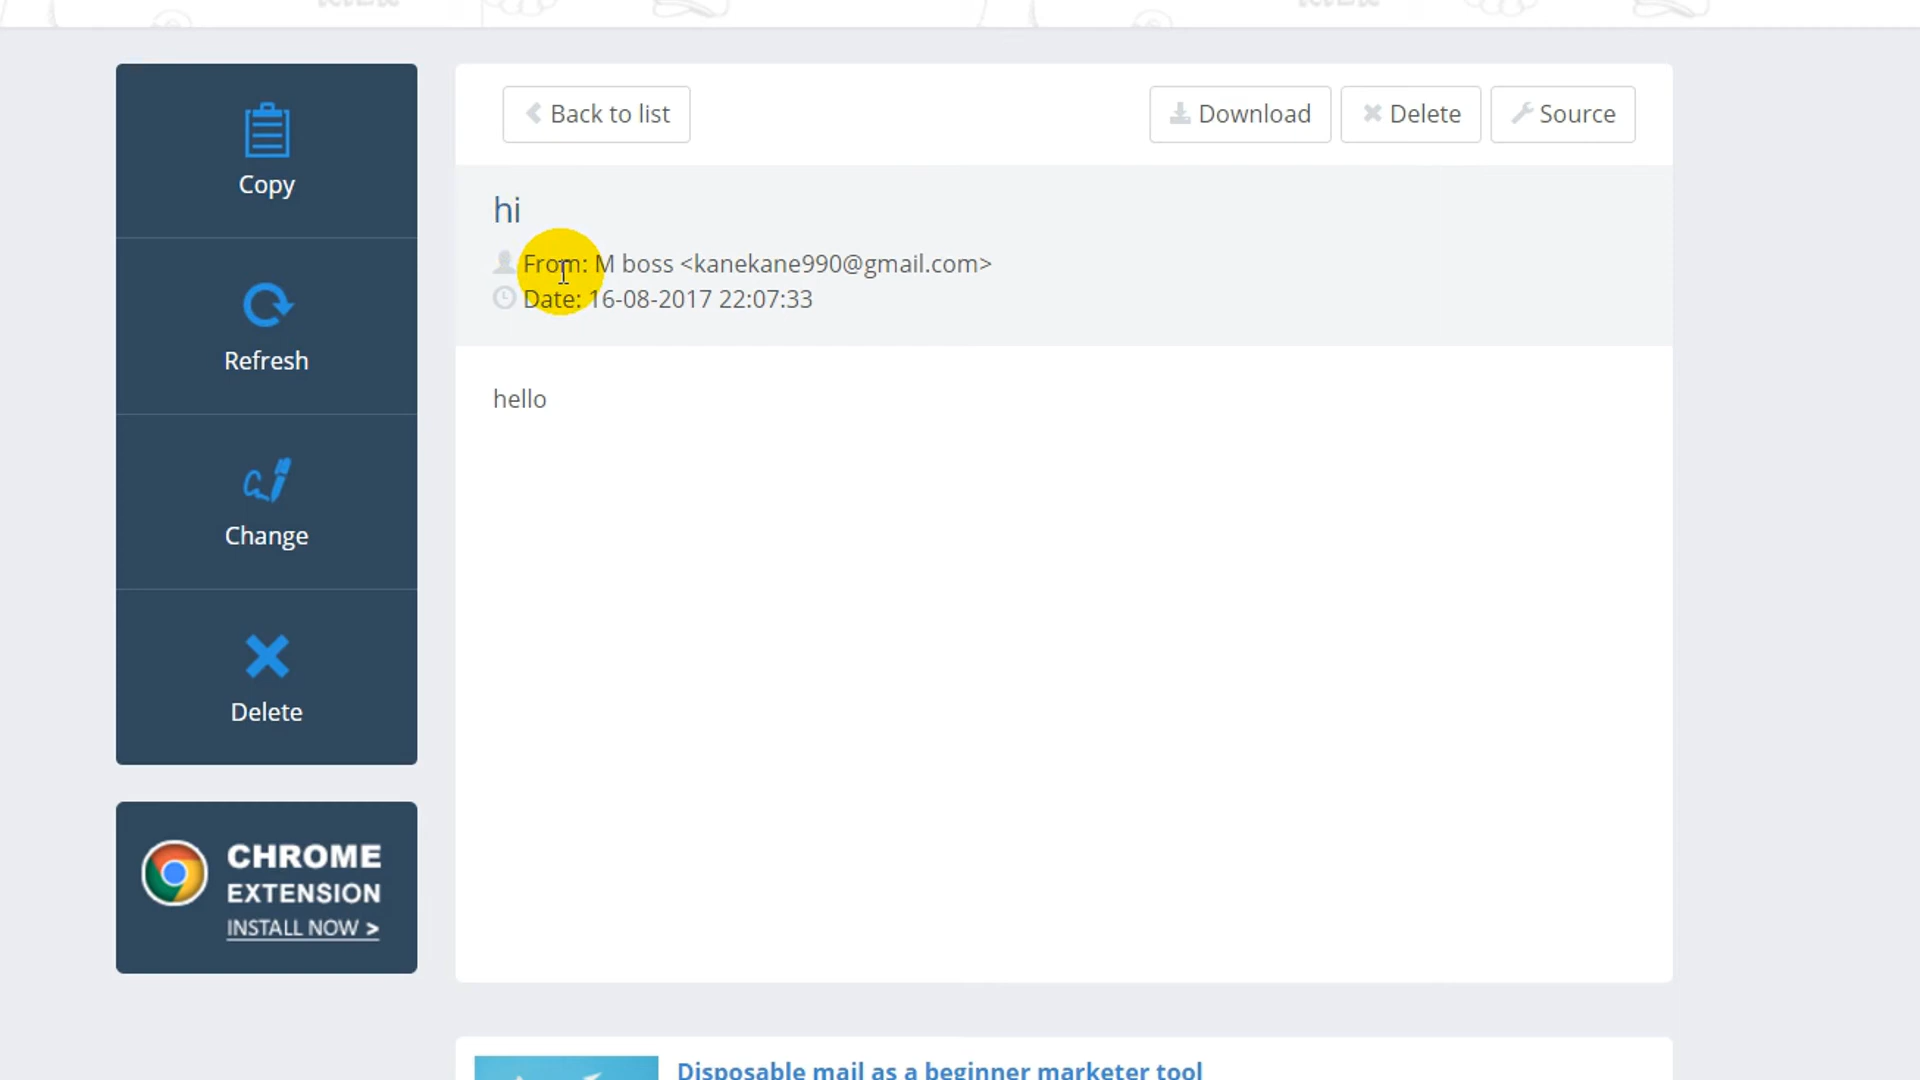 Copy
Refresh
Change
Delete
CHROME
EXTENSION
INSTALL NOW >
Back to list
Download
Delete
Source
hi
From: M boss <kanekane990@gmail.com>
Date: 16-08-2017 22:07:33
hello
Disposable mail as a beginner marketer tool